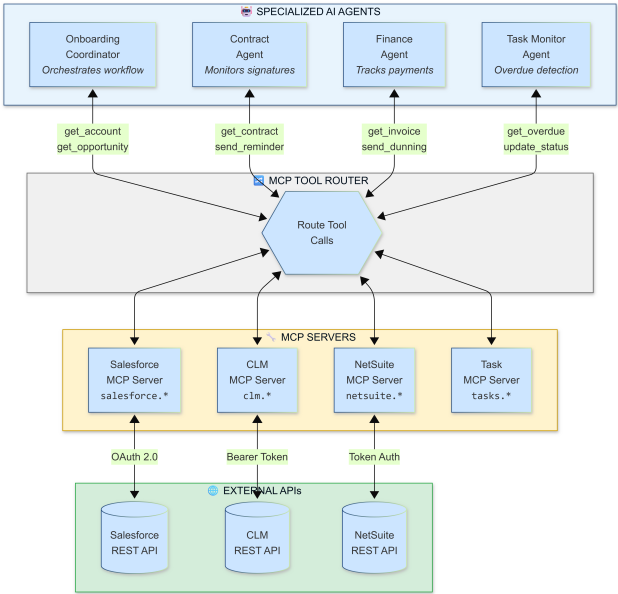 SPECIALIZED AI AGENTS
Onboarding
Coordinator
Orchestrates workflow
Contract
Agent
Monitors signatures
Finance
Agent
Tracks payments
Task Monitor
Agent
Overdue detection
get_account
get_opportunity
get_contract
send_reminder
get_invoice
send_dunning
get_overdue
update_status
MCP TOOL ROUTER
Route Tool
Calls
MCP SERVERS
Salesforce
MCP Server
salesforce.*
CLM
MCP Server
clm.*
NetSuite
MCP Server
netsuite.*
Task
MCP Server
tasks.*
OAuth 2.0
Bearer Token
Token Auth
EXTERNAL APIs
Salesforce
REST API
CLM
REST API
NetSuite
REST API